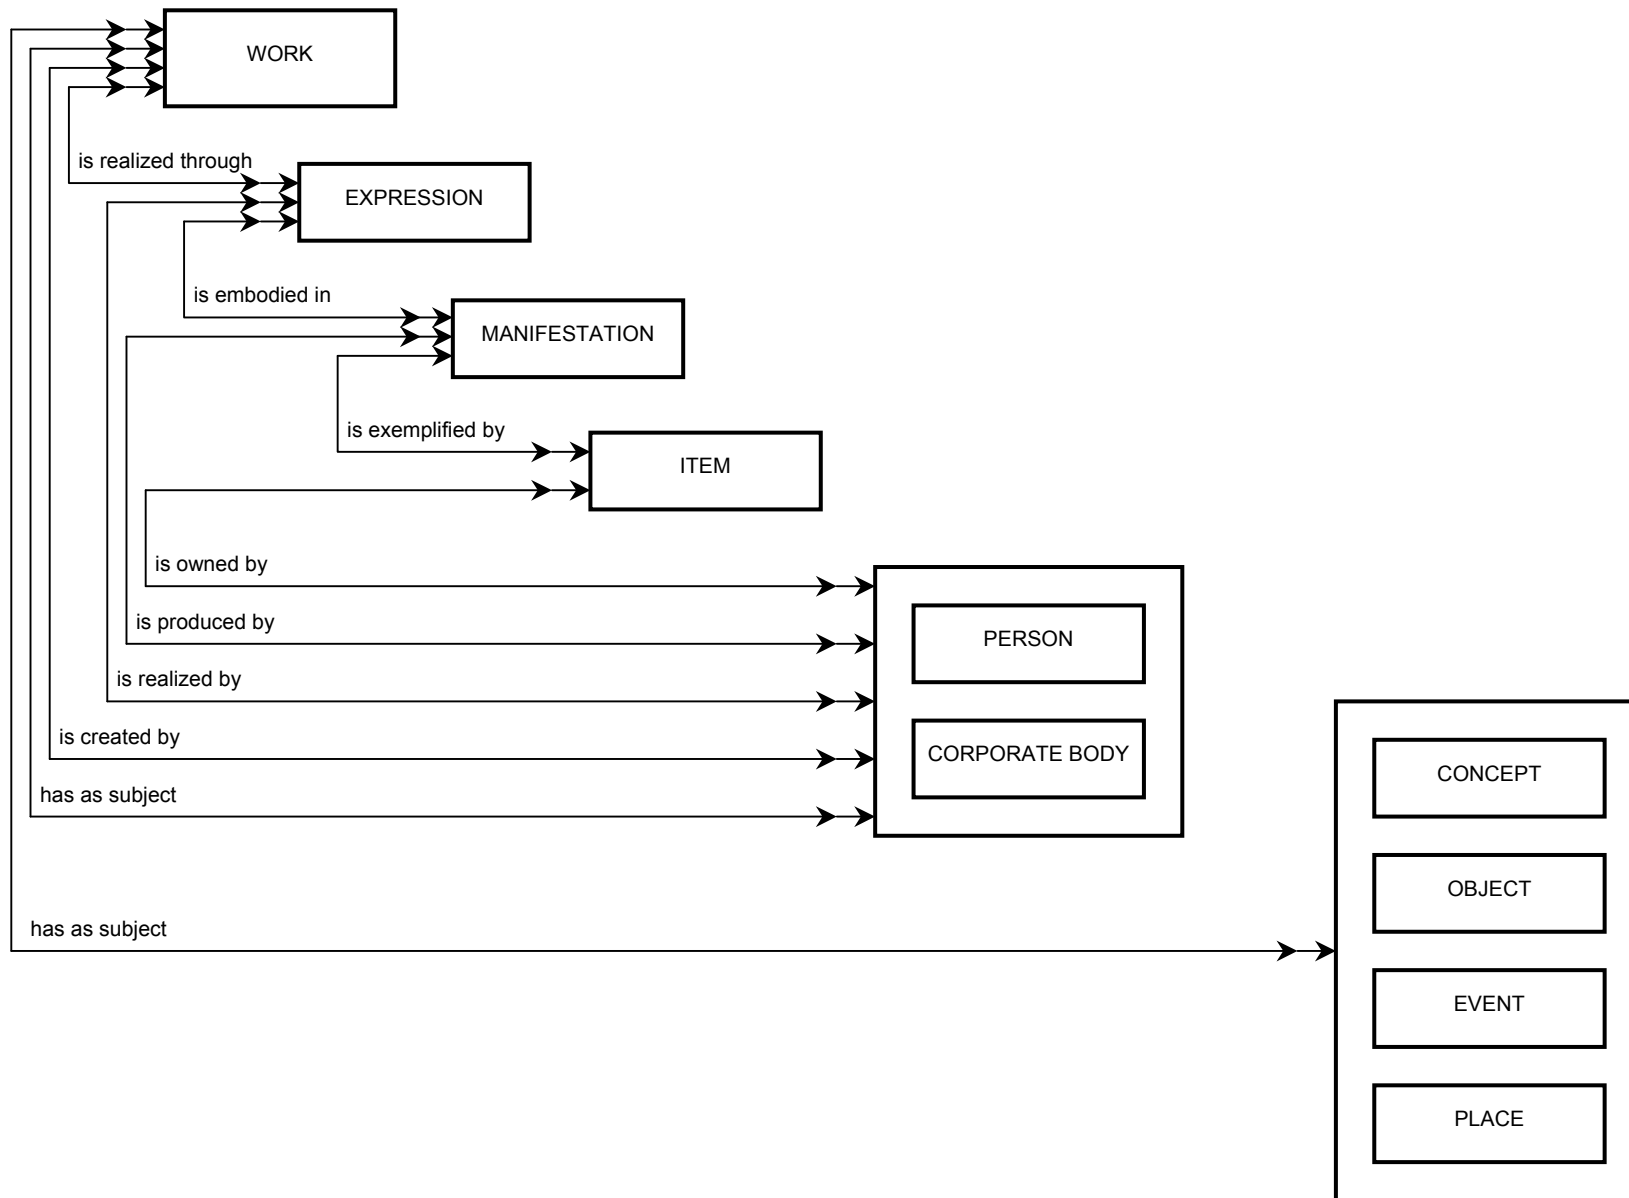 WORK
is realized through
EXPRESSION
is embodied in
MANIFESTATION
is exemplified by
ITEM
is owned by
PERSON
is produced by
is realized by
CORPORATE BODY
is created by
has as subject
CONCEPT
OBJECT
has as subject
EVENT
PLACE